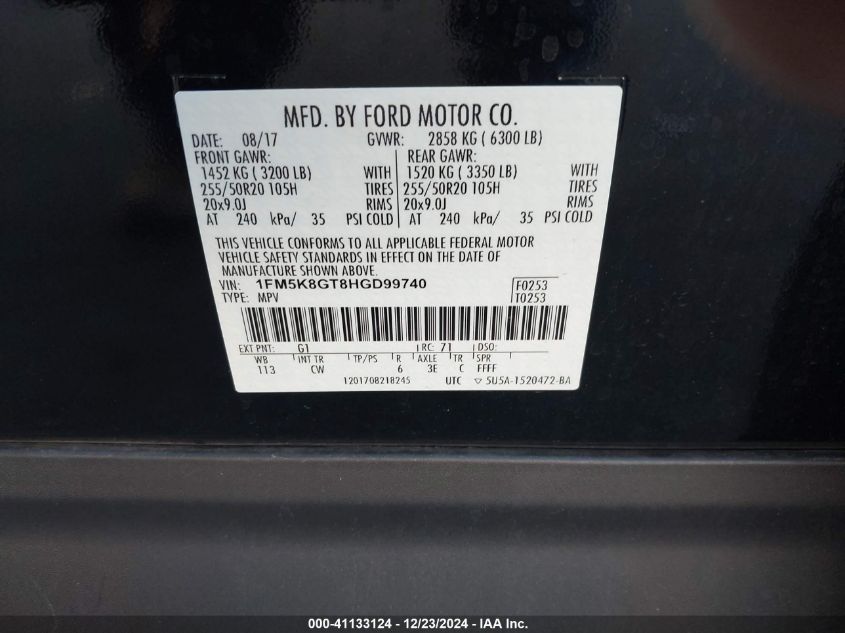 MFD. BY FORD MOTOR CO.
DATE: 08/17 GVWR: 2858 KG ( 6300 LB)
FRONT GAWR: REAR GAWR:
1452 KG ( 3200 LB) WITH 1520 KG ( 3350 LB) WITH
255/50R20 105H TIRES 255/50R20 105H TIRES
20x9.0J RIMS 20x9.0J RIMS
AT 240 kPa/ 35 PSI COLD AT 240 kPa/ 35 PSI COLD
THIS VEHICLE CONFORMS TO ALL APPLICABLE FEDERAL MOTOR
VEHICLE SAFETY STANDARDS IN EFFECT ON THE DATE OF
MANUFACTURE SHOWN ABOVE.
VIN: 1FM5K8GT8HGD99740 F0253
TYPE: MPV T0253
EXT PNT: G1 RC: 71 DSO:
WB INT TR TP/PS R AXLE TR SPR
113 CW 6 3E C FFFF
1201708218245 UTC ▽ 5U5A-1520472-BA
000-41133124 - 12/23/2024 - IAA Inc.